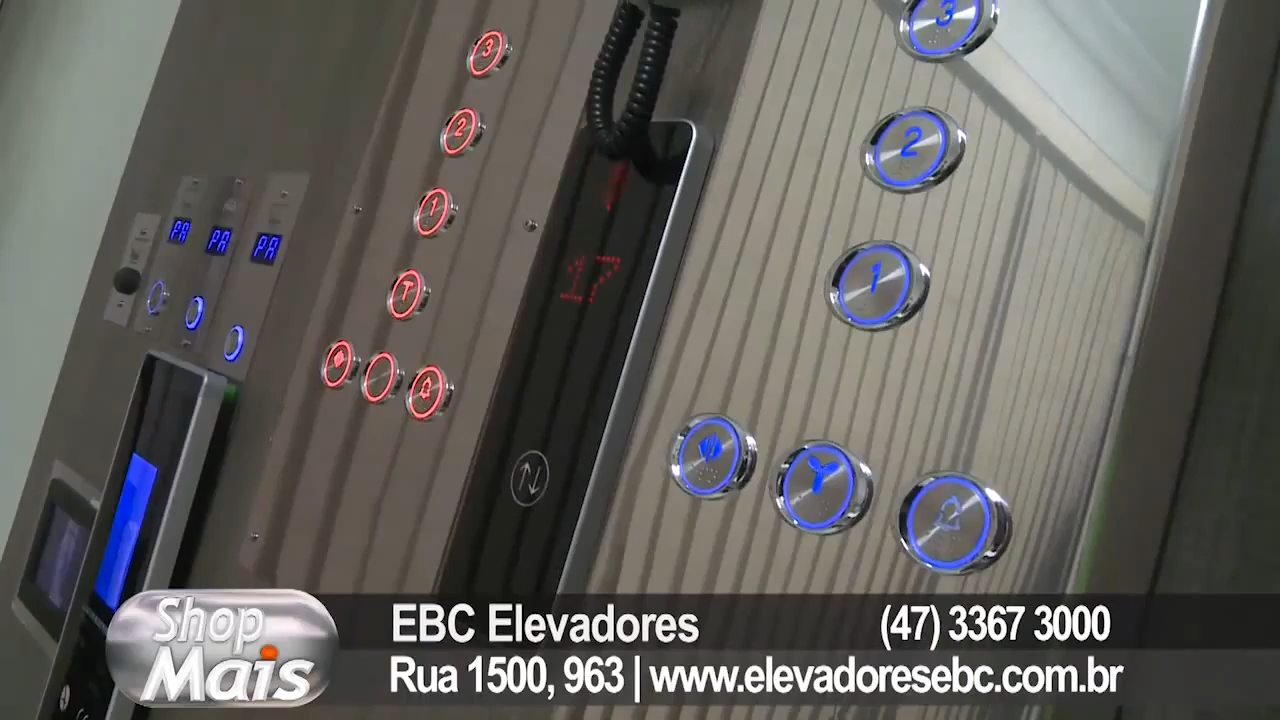 3
3
2
2
1
1
T
PA PA PA
17
Shop
Mais
EBC Elevadores (47) 3367 3000
Rua 1500, 963 | www.elevadoresebc.com.br